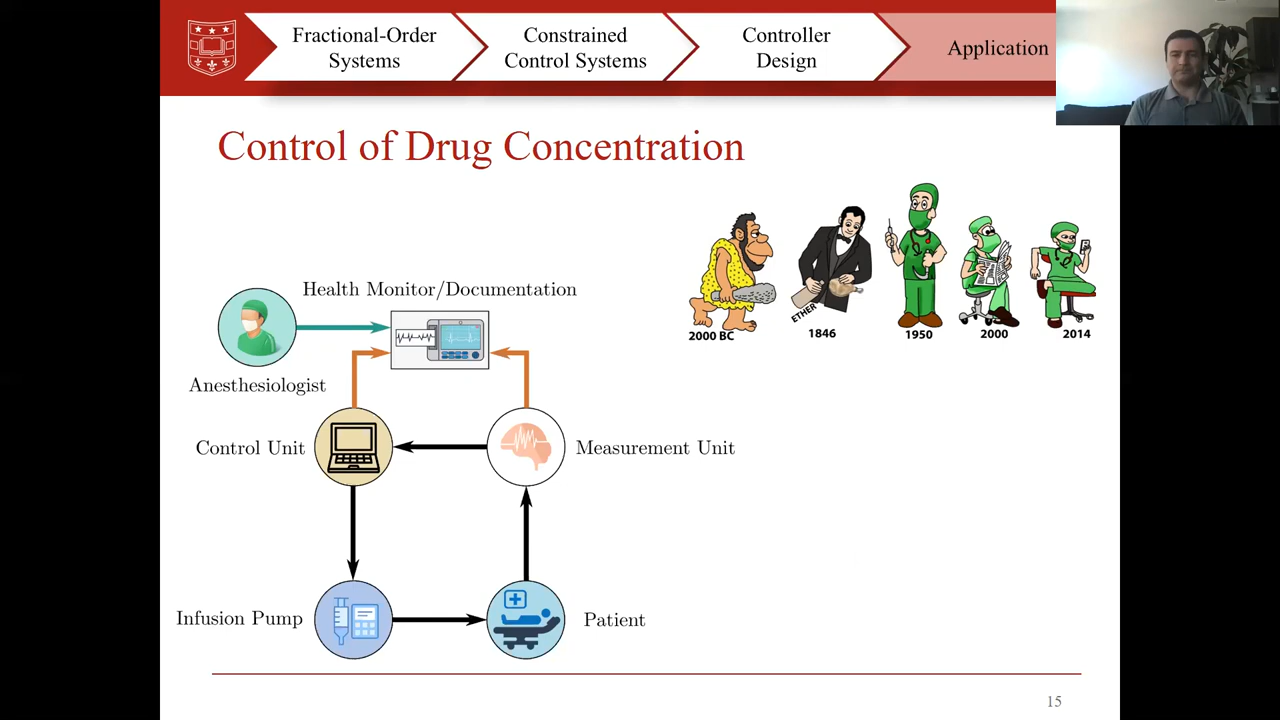 Fractional-Order
Systems
Constrained
Control Systems
Controller
Design
Application
Control of Drug Concentration
ETHER
2000 BC
1846
1950
2000
2014
Health Monitor/Documentation
Anesthesiologist
Control Unit
Measurement Unit
Infusion Pump
Patient
15